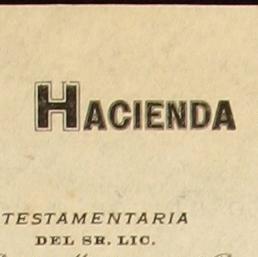 HACIENDA
TESTAMENTARIA
DEL SR. LIC.